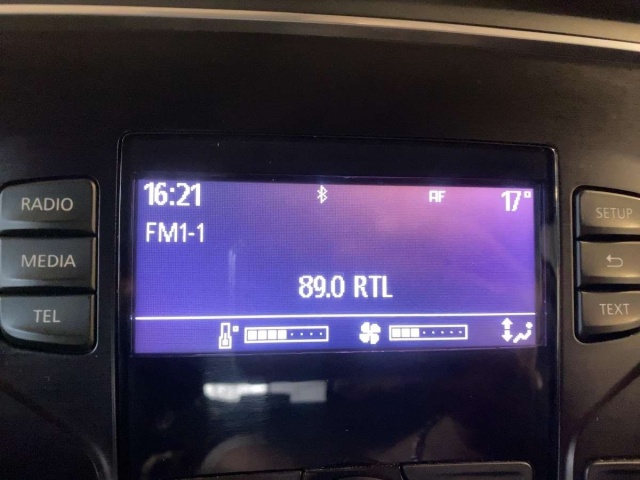 RADIO
MEDIA
TEL
16:21
AF
17°
FM1-1
89.0 RTL
SETUP
TEXT